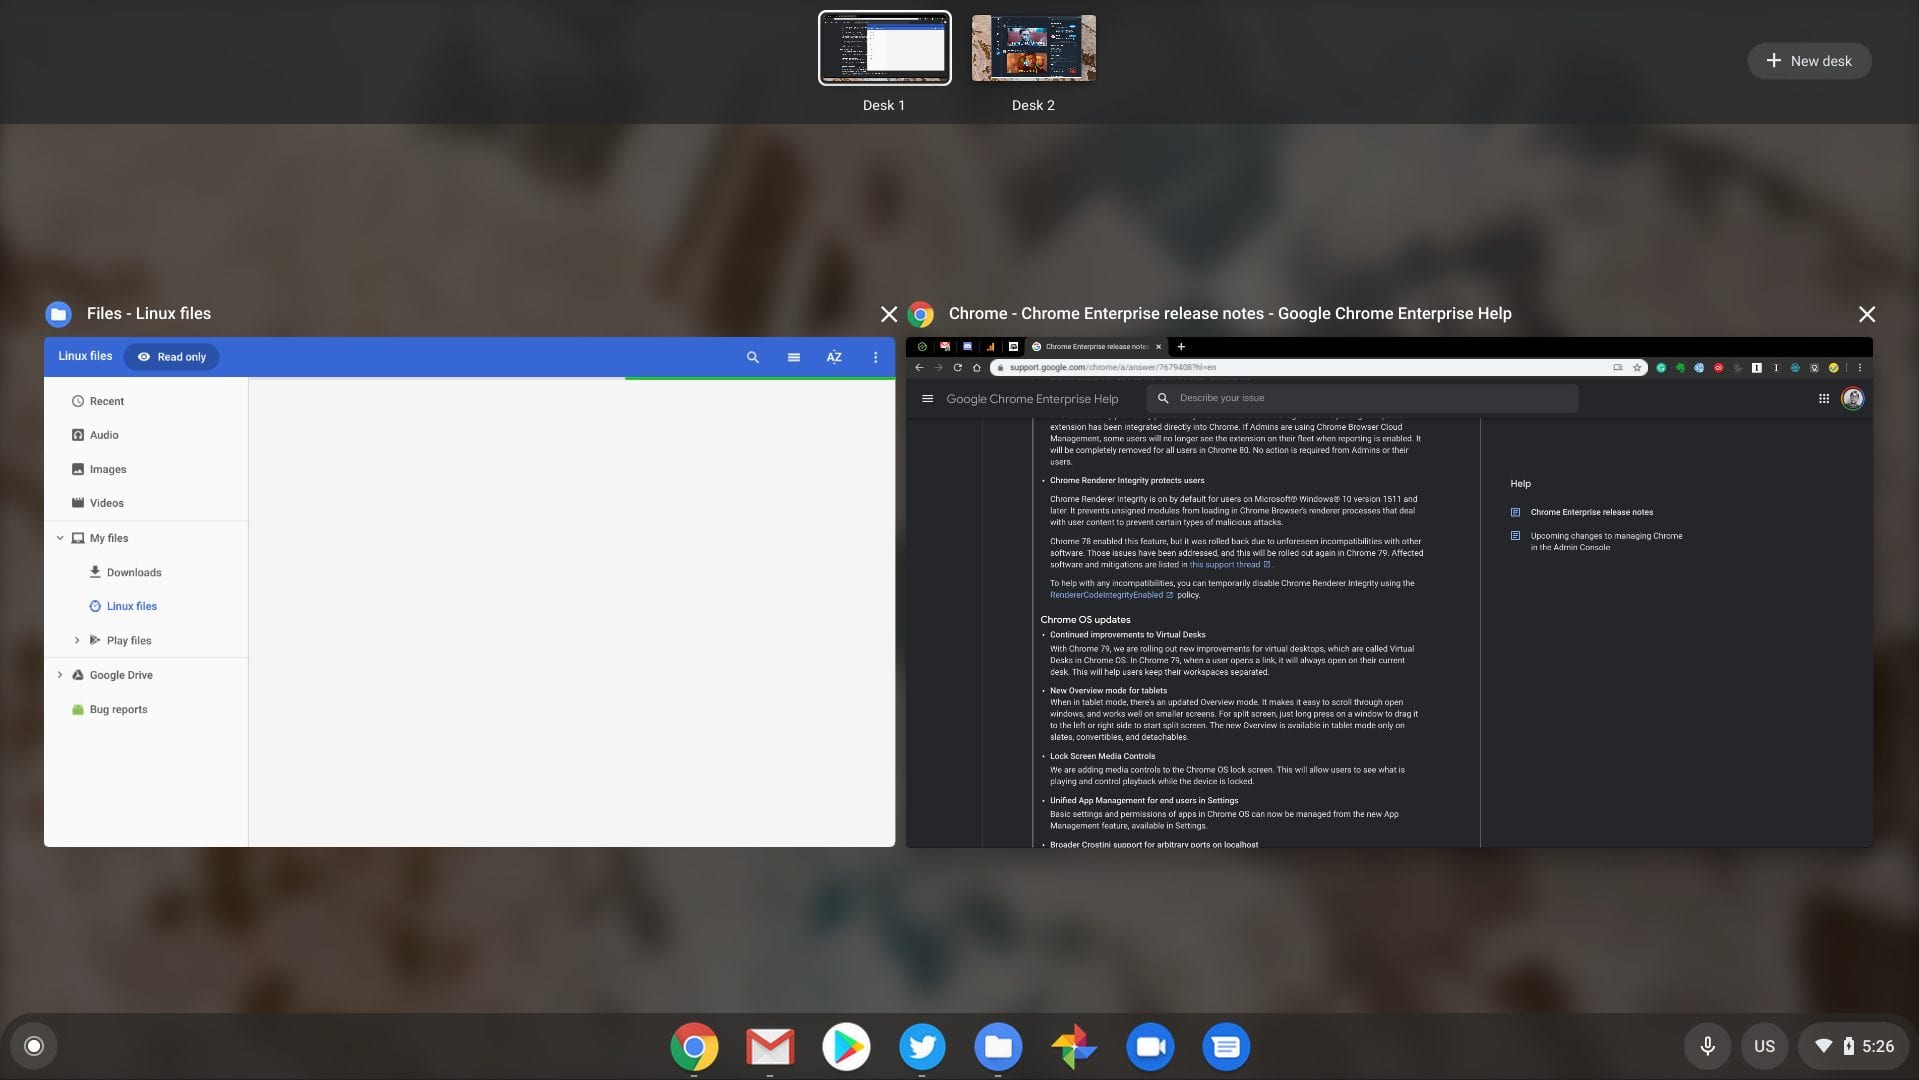 Desk 1
Desk 2
New desk
Files - Linux files
Linux files
Read only
AZ
Recent
Audio
Images
Videos
My files
Downloads
Linux files
Play files
Google Drive
Bug reports
Chrome - Chrome Enterprise release notes - Google Chrome Enterprise Help
Chrome Enterprise release notes
support.google.com/chrome/a/answer/7679408?hl=en
Google Chrome Enterprise Help
Describe your issue
extension has been integrated directly into Chrome. If Admins are using Chrome Browser Cloud
Management, some users will no longer see the extension on their fleet when reporting is enabled. It
will be completely removed for all users in Chrome 80. No action is required from Admins or their
users.
• Chrome Renderer Integrity protects users
Chrome Renderer Integrity is on by default for users on Microsoft® Windows® 10 version 1511 and
later. It prevents unsigned modules from loading in Chrome Browser's renderer processes that deal
with user content to prevent certain types of malicious attacks.
Chrome 78 enabled this feature, but it was rolled back due to unforeseen incompatibilities with other
software. Those issues have been addressed, and this will be rolled out again in Chrome 79. Affected
software and mitigations are listed in this support thread .
To help with any incompatibilities, you can temporarily disable Chrome Renderer Integrity using the
RendererCodeIntegrityEnabled policy.
Chrome OS updates
• Continued improvements to Virtual Desks
With Chrome 79, we are rolling out new improvements for virtual desktops, which are called Virtual
Desks in Chrome OS. In Chrome 79, when a user opens a link, it will always open on their current
desk. This will help users keep their workspaces separated.
• New Overview mode for tablets
When in tablet mode, there's an updated Overview mode. It makes it easy to scroll through open
windows, and works well on smaller screens. For split screen, just long press on a window to drag it
to the left or right side to start split screen. The new Overview is available in tablet mode only on
slates, convertibles, and detachables.
• Lock Screen Media Controls
We are adding media controls to the Chrome OS lock screen. This will allow users to see what is
playing and control playback while the device is locked.
• Unified App Management for end users in Settings
Basic settings and permissions of apps in Chrome OS can now be managed from the new App
Management feature, available in Settings.
• Broader Crostini support for arbitrary ports on localhost
Help
Chrome Enterprise release notes
Upcoming changes to managing Chrome
in the Admin Console
US
5:26